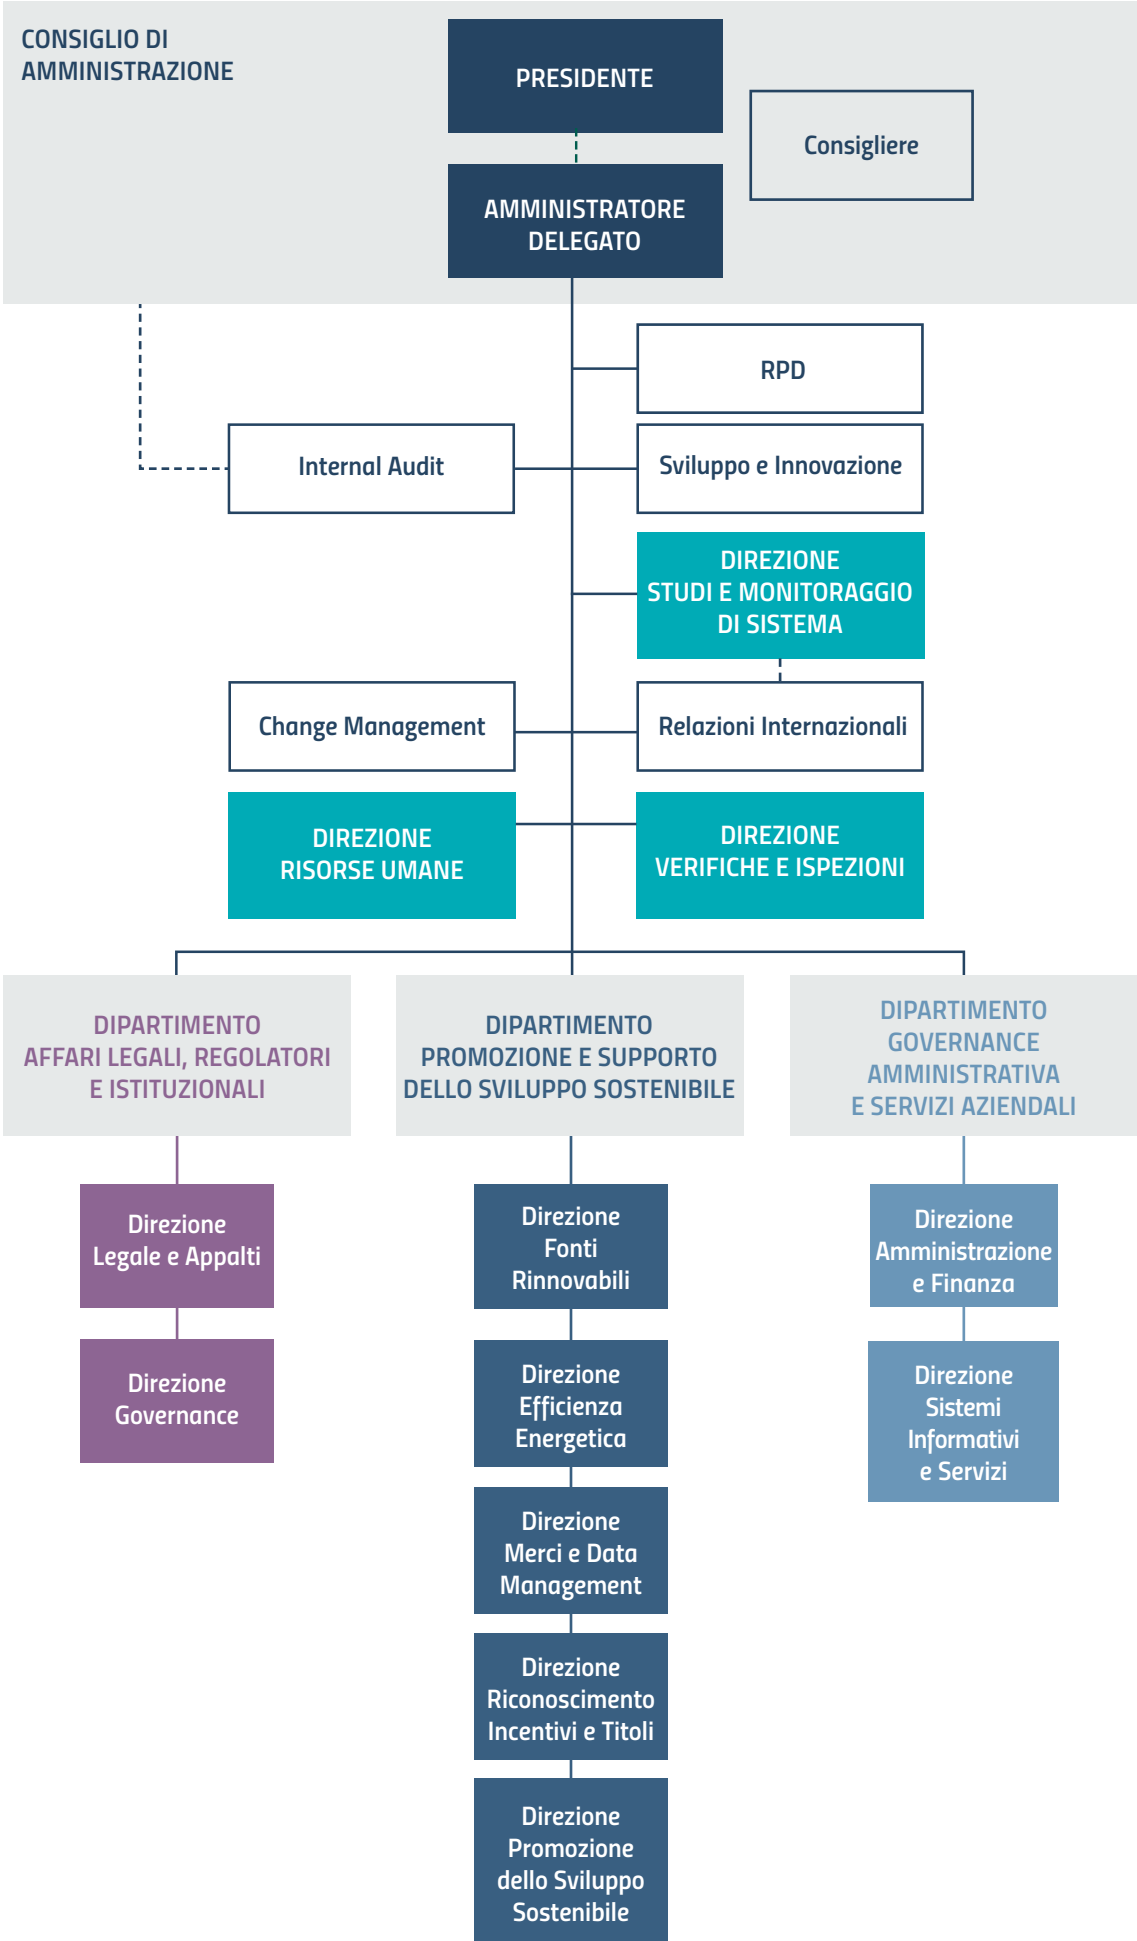 CONSIGLIO DI
AMMINISTRAZIONE
PRESIDENTE
Consigliere
AMMINISTRATORE
DELEGATO
RPD
Internal Audit
Sviluppo e Innovazione
DIREZIONE
STUDI E MONITORAGGIO
DI SISTEMA
Change Management
Relazioni Internazionali
DIREZIONE
RISORSE UMANE
DIREZIONE
VERIFICHE E ISPEZIONI
DIPARTIMENTO
AFFARI LEGALI, REGOLATORI
E ISTITUZIONALI
DIPARTIMENTO
PROMOZIONE E SUPPORTO
DELLO SVILUPPO SOSTENIBILE
DIPARTIMENTO
GOVERNANCE
AMMINISTRATIVA
E SERVIZI AZIENDALI
Direzione
Legale e Appalti
Direzione
Governance
Direzione
Fonti
Rinnovabili
Direzione
Efficienza
Energetica
Direzione
Merci e Data
Management
Direzione
Riconoscimento
Incentivi e Titoli
Direzione
Promozione
dello Sviluppo
Sostenibile
Direzione
Amministrazione
e Finanza
Direzione
Sistemi
Informativi
e Servizi